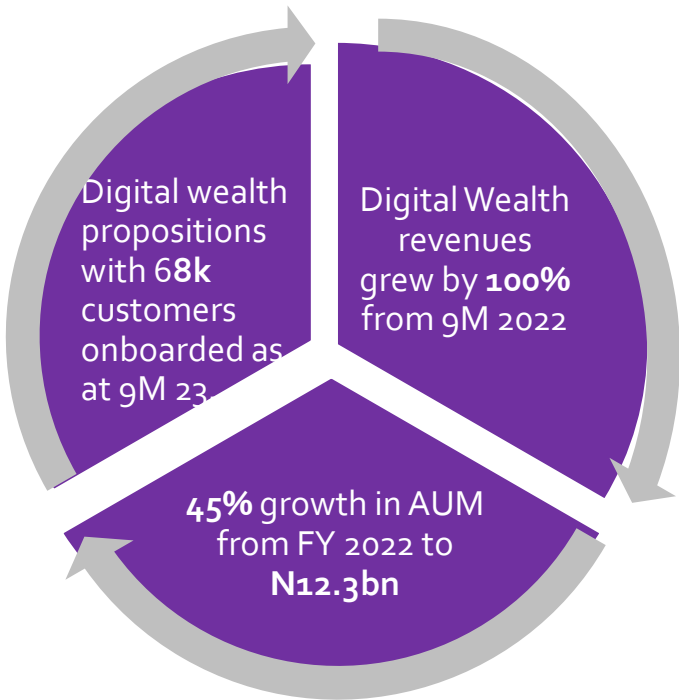 Digital wealth
propositions
with 68k
customers
onboarded as
at 9M 23.
Digital Wealth
revenues
grew by 100%
from 9M 2022
45% growth in AUM
from FY 2022 to
N12.3bn